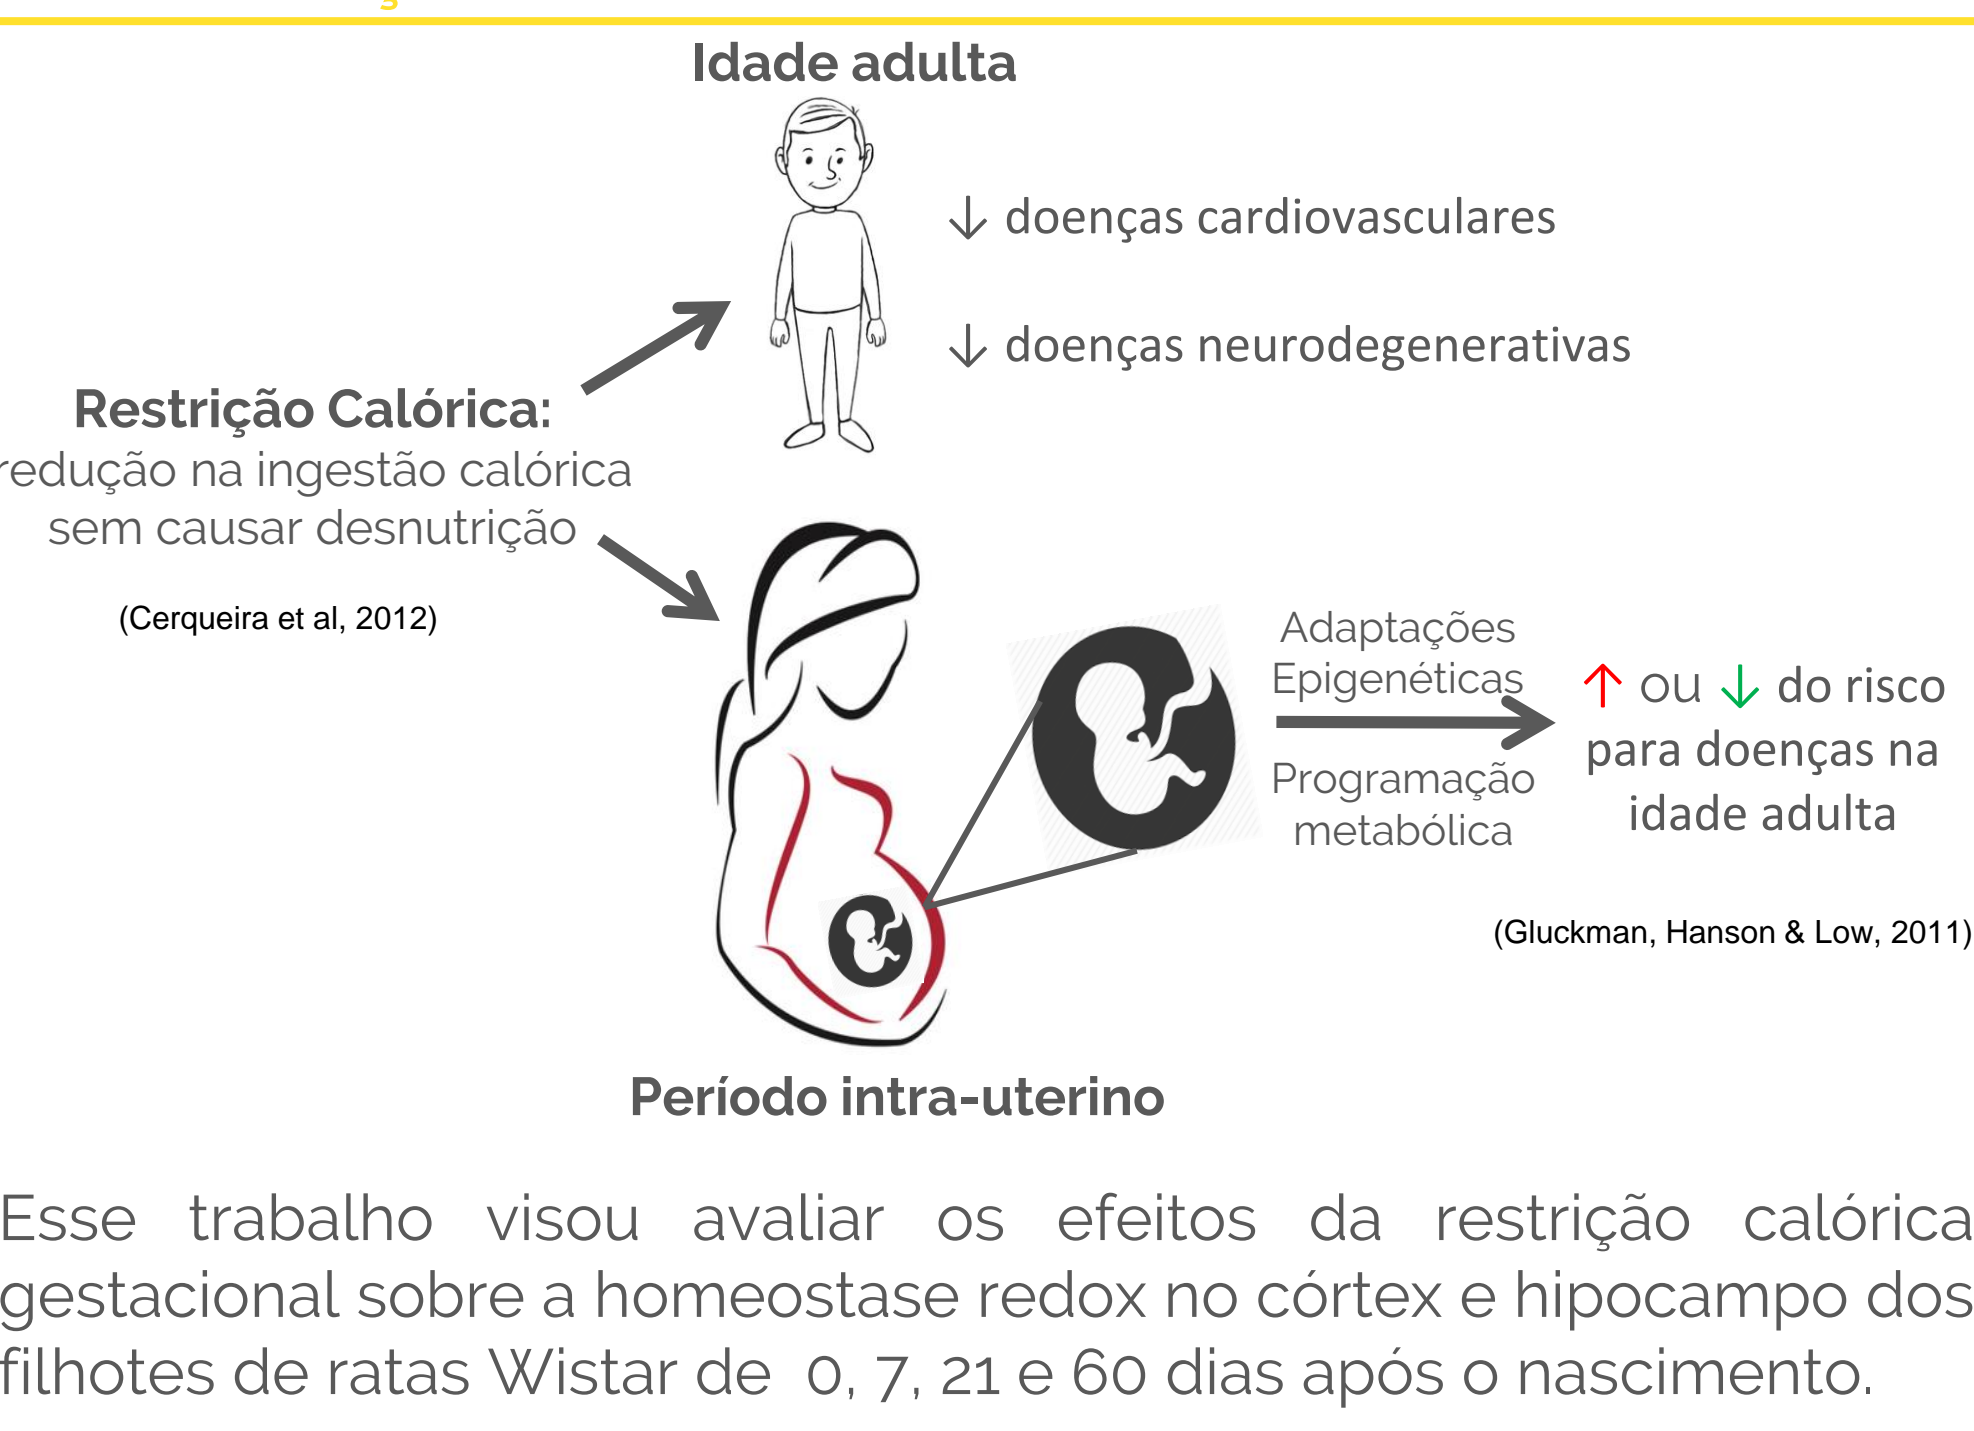 Idade adulta
↓ doenças cardiovasculares
↓ doenças neurodegenerativas
Restrição Calórica:
redução na ingestão calórica
sem causar desnutrição
(Cerqueira et al, 2012)
Adaptações
Epigenéticas
Programação
metabólica
↑ ou ↓ do risco
para doenças na
idade adulta
(Gluckman, Hanson & Low, 2011)
Período intra-uterino
Esse trabalho visou avaliar os efeitos da restrição calórica
gestacional sobre a homeostase redox no córtex e hipocampo dos
filhotes de ratas Wistar de 0, 7, 21 e 60 dias após o nascimento.